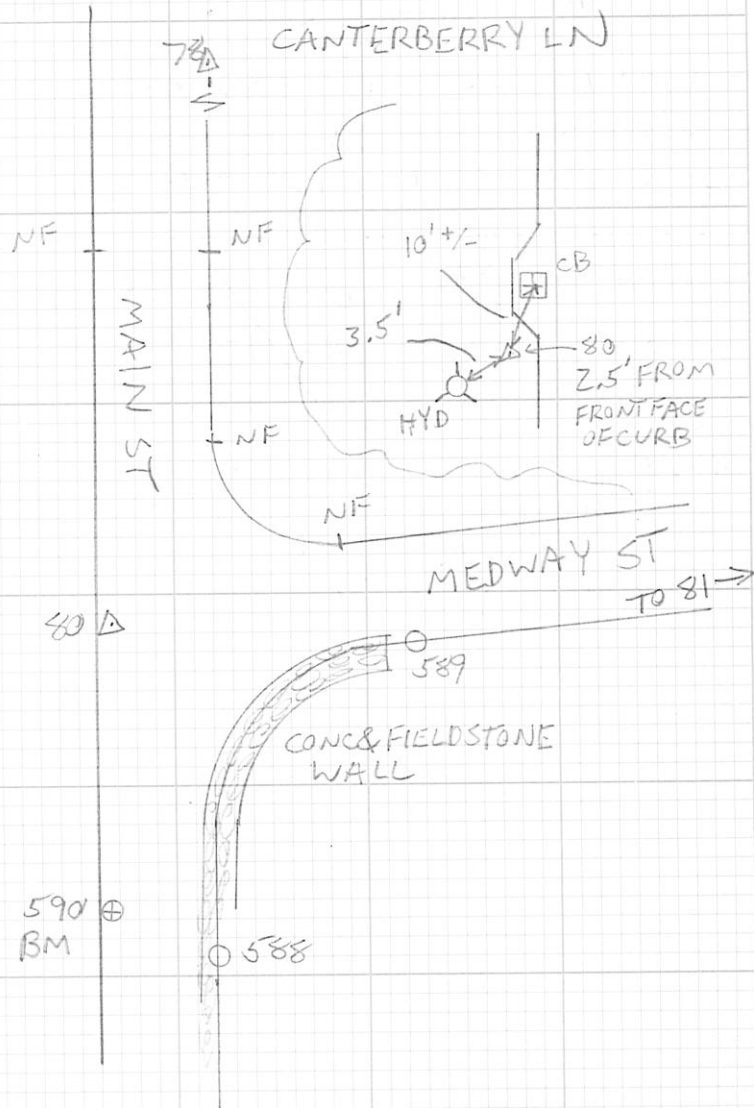 CANTERBERRY LN
78
NF
NF
MAIN ST
10' +/-
CB
3.5'
80
2.5' FROM
FRONT FACE
OF CURB
HYD
NF
NF
MEDWAY ST
TO 81
80
589
CONC & FIELDSTONE
WALL
590
BM
588